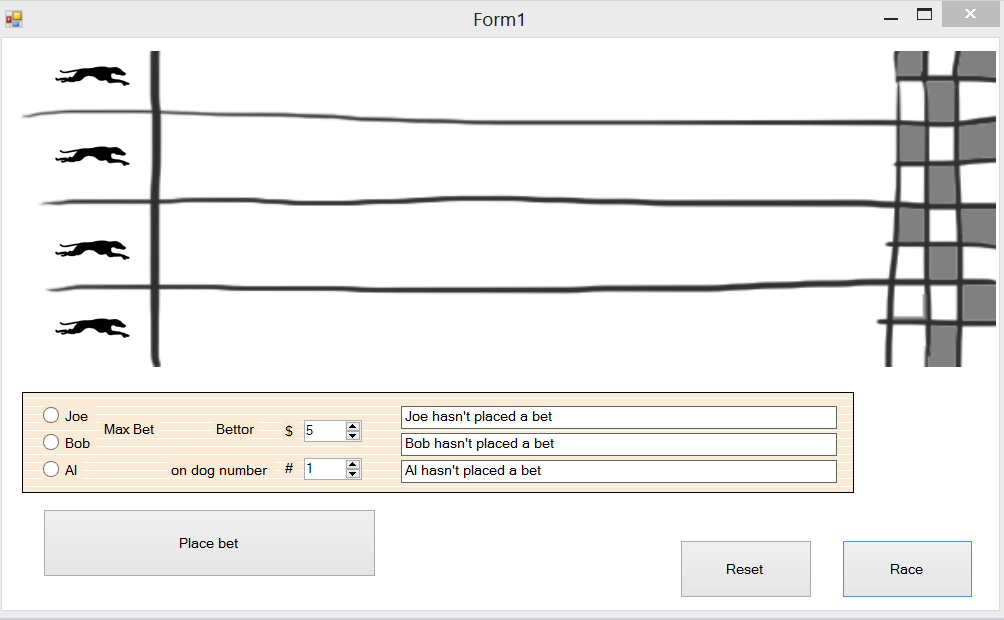 Form1
Joe
Bob
Al
Max Bet
Bettor
$ 5
on dog number # 1
Joe hasn't placed a bet
Bob hasn't placed a bet
Al hasn't placed a bet
Place bet
Reset
Race